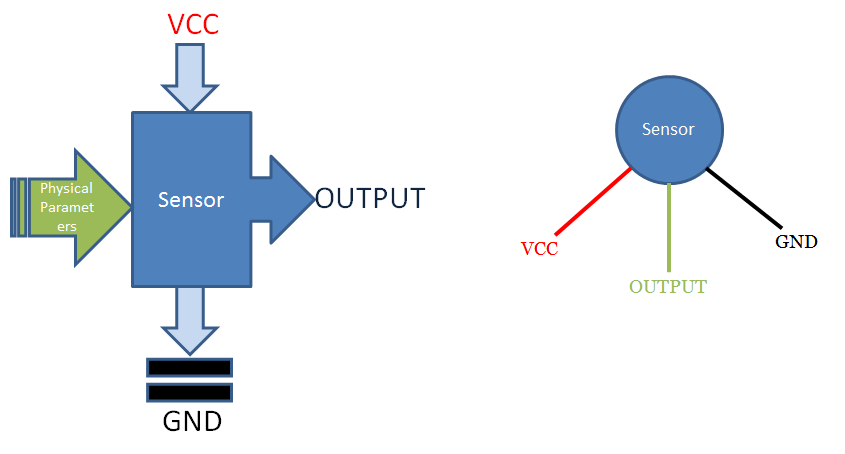 VCC
Physical
Paramet
ers
Sensor
OUTPUT
GND
Sensor
VCC
OUTPUT
GND